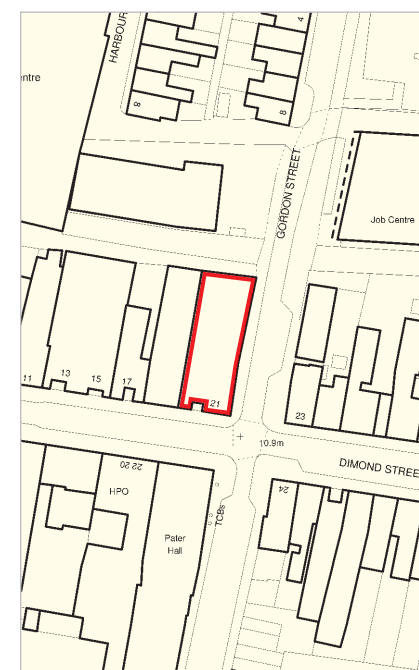 4
HARBOUR
entre
8
8
GORDON STREET
Job Centre
11
13
15
17
21
23
10.9m
DIMOND STREE
22 20
HPO
24
Pater
Hall
TCBs